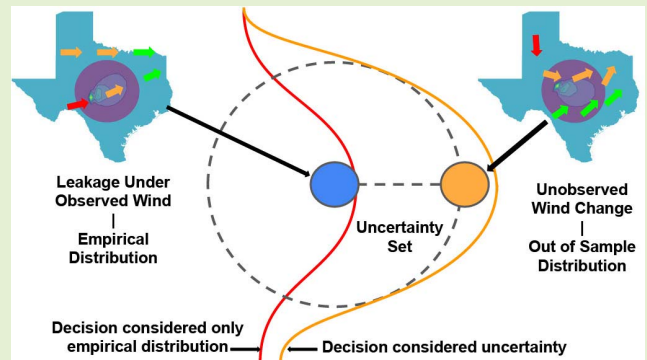 Leakage Under
Observed Wind
|
Empirical
Distribution
Uncertainty
Set
Unobserved
Wind Change
|
Out of Sample
Distribution
Decision considered only
empirical distribution
Decision considered uncertainty